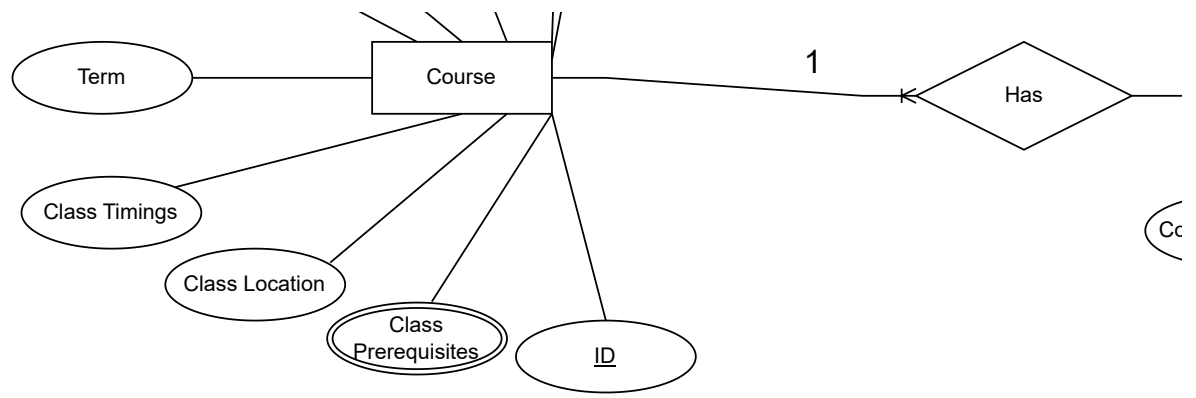 Term
Course
1
Has
Class Timings
Class Location
Class
Prerequisites
ID